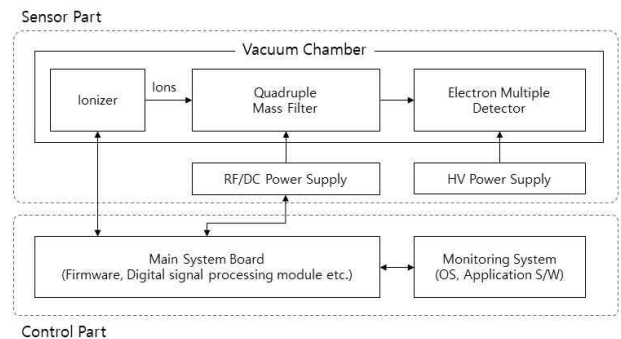 Sensor Part
Vacuum Chamber
Ionizer
Ions
Quadruple
Mass Filter
Electron Multiple
Detector
RF/DC Power Supply
HV Power Supply
Main System Board
(Firmware, Digital signal processing module etc.)
Monitoring System
(OS, Application S/W)
Control Part